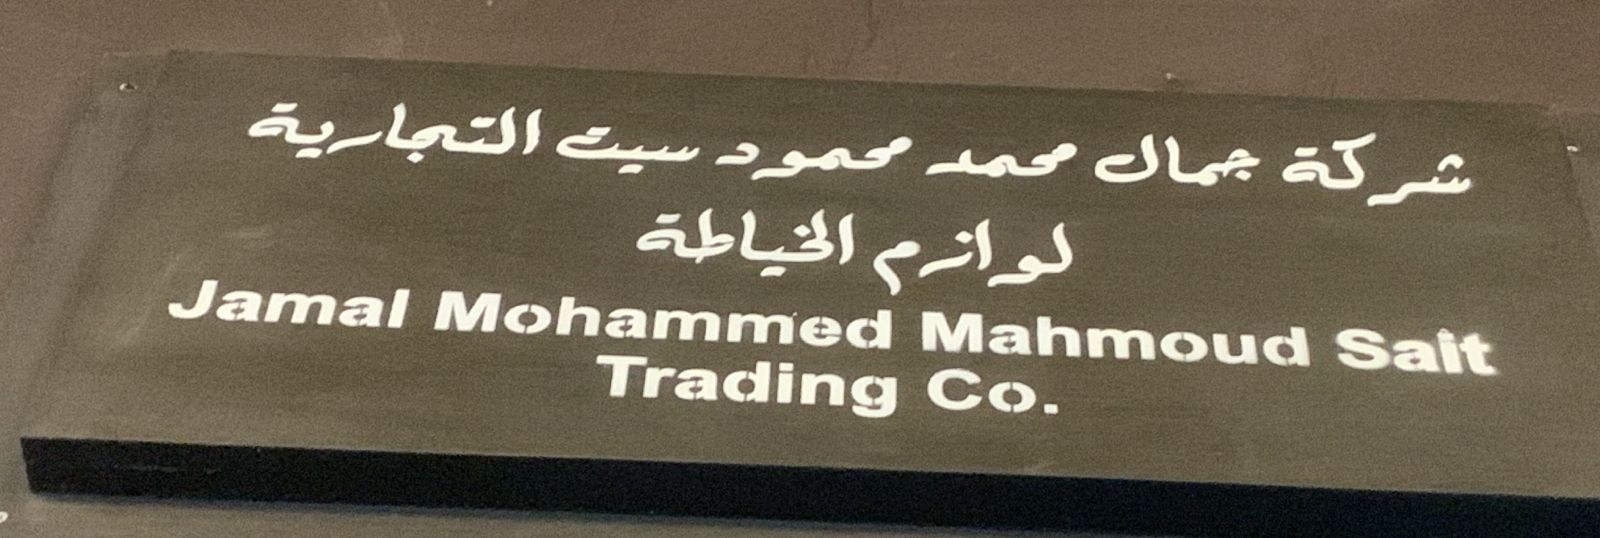 شركة جمال محمد محمود سيت التجارية
لوازم الخياطة
Jamal Mohammed Mahmoud Sait
Trading Co.